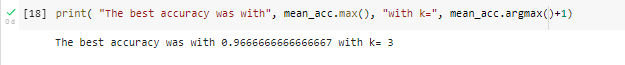 [18] print( "The best accuracy was with", mean_acc.max(), "with k=", mean_acc.argmax()+1)
0d
The best accuracy was with 0.9666666666666667 with k= 3